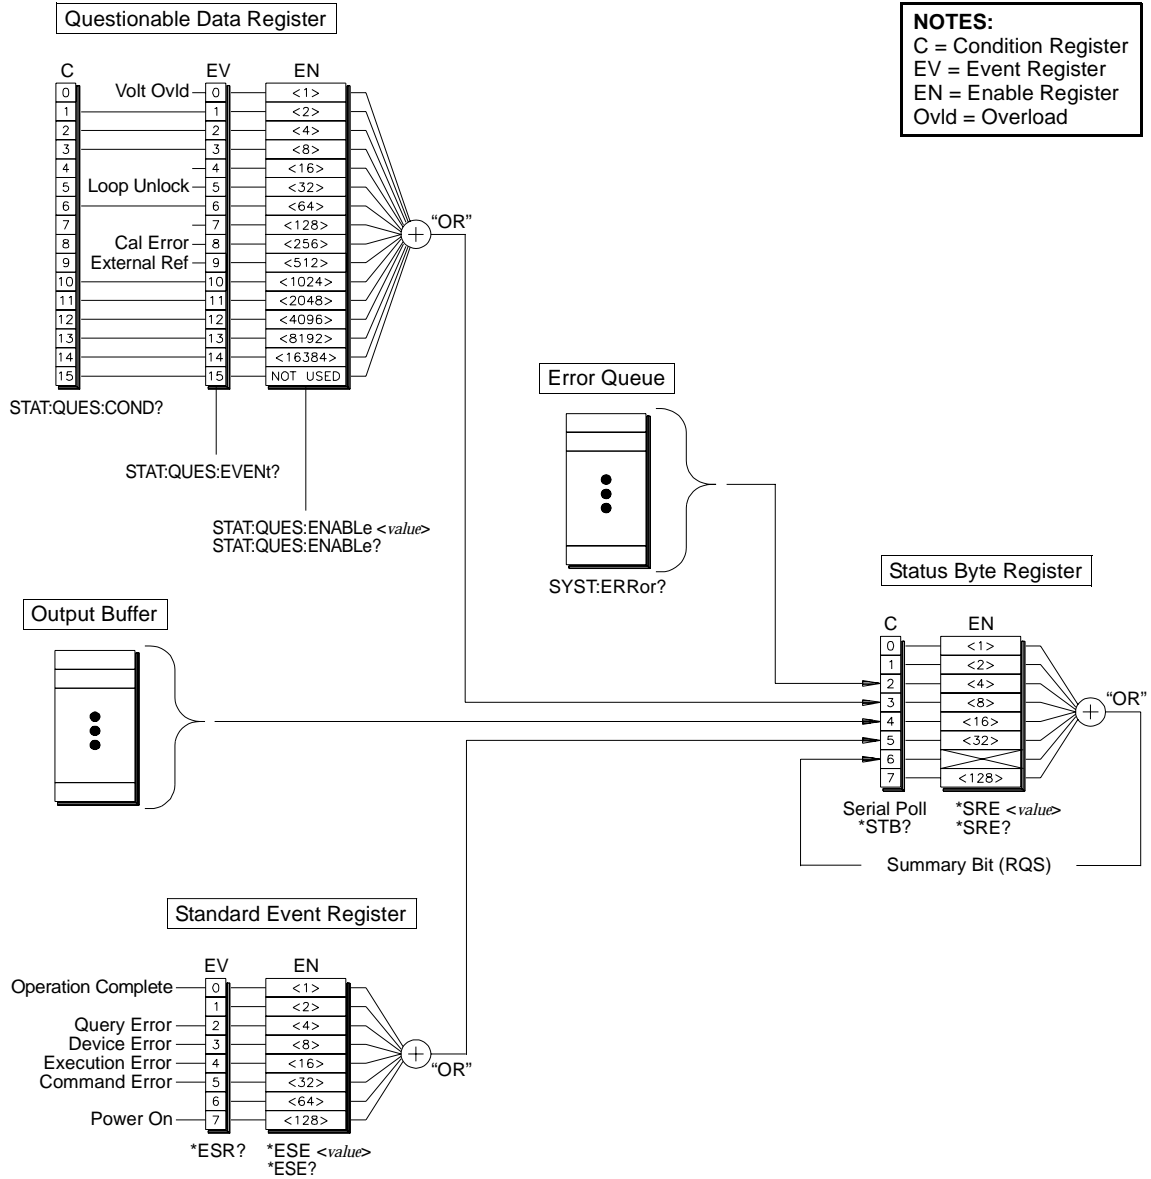 Questionable Data Register
NOTES:
C = Condition Register
EV = Event Register
EN = Enable Register
Ovld = Overload
C EV EN
0 Volt Ovld 0 <1>
1 1 <2>
2 2 <4>
3 3 <8>
4 4 <16>
5 Loop Unlock 5 <32>
6 6 <64>
7 7 <128>
"OR"
8 Cal Error 8 <256>
9 External Ref 9 <512>
10 10 <1024>
11 11 <2048>
12 12 <4096>
13 13 <8192>
14 14 <16384>
15 15 NOT USED
STAT:QUES:COND?
STAT:QUES:EVENt?
STAT:QUES:ENABLe <value>
STAT:QUES:ENABLe?
Error Queue
SYST:ERRor?
Output Buffer
Status Byte Register
C EN
0 <1>
1 <2>
2 <4>
3 <8>
"OR"
4 <16>
5 <32>
6
7 <128>
Serial Poll
*STB?
*SRE <value>
*SRE?
Summary Bit (RQS)
Standard Event Register
EV EN
Operation Complete 0 <1>
1 <2>
Query Error 2 <4>
Device Error 3 <8>
Execution Error 4 <16>
"OR"
Command Error 5 <32>
6 <64>
Power On 7 <128>
*ESR?
*ESE <value>
*ESE?